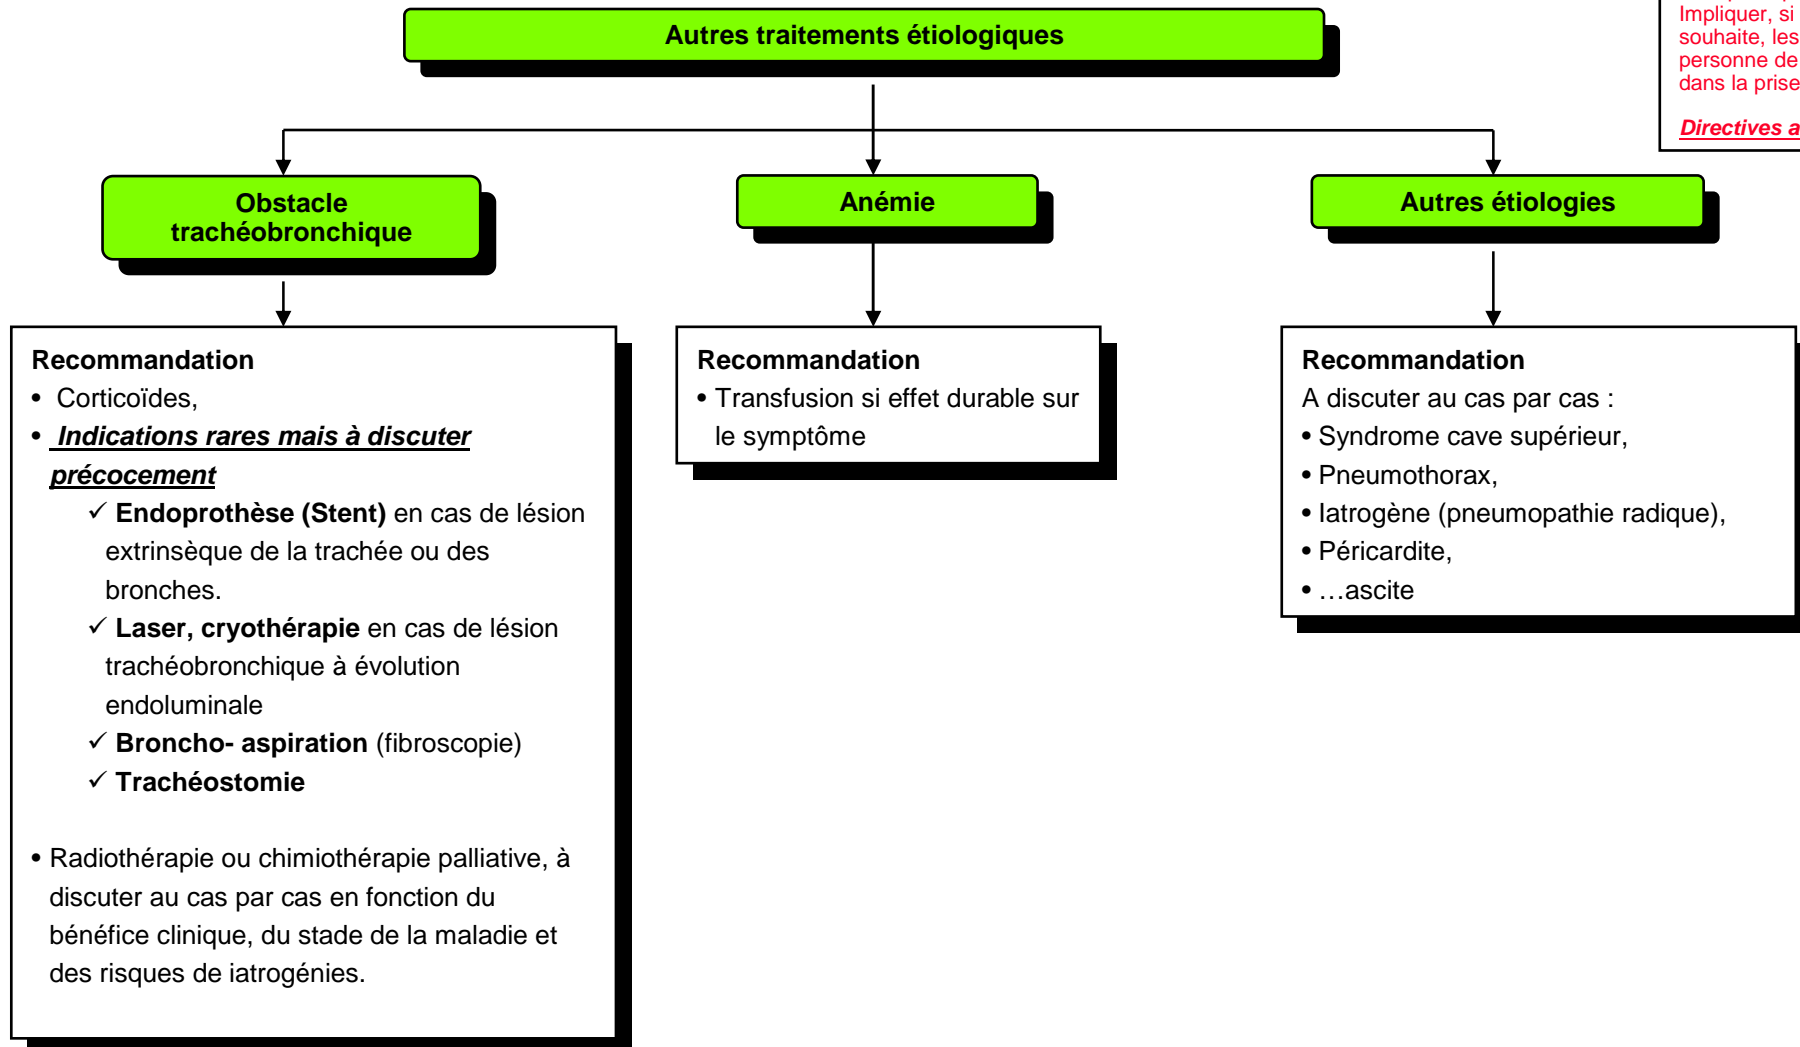 Impliquer, si
souhaite, les
personne de
dans la prise
Directives a
Autres traitements étiologiques
Obstacle
trachéobronchique
Anémie
Autres étiologies
Recommandation
• Corticoïdes,
• Indications rares mais à discuter
précocement
✓ Endoprothèse (Stent) en cas de lésion
extrinsèque de la trachée ou des
bronches.
✓ Laser, cryothérapie en cas de lésion
trachéobronchique à évolution
endoluminale
✓ Broncho- aspiration (fibroscopie)
✓ Trachéostomie
• Radiothérapie ou chimiothérapie palliative, à
discuter au cas par cas en fonction du
bénéfice clinique, du stade de la maladie et
des risques de iatrogénies.
Recommandation
• Transfusion si effet durable sur
le symptôme
Recommandation
A discuter au cas par cas :
• Syndrome cave supérieur,
• Pneumothorax,
• Iatrogène (pneumopathie radique),
• Péricardite,
• …ascite